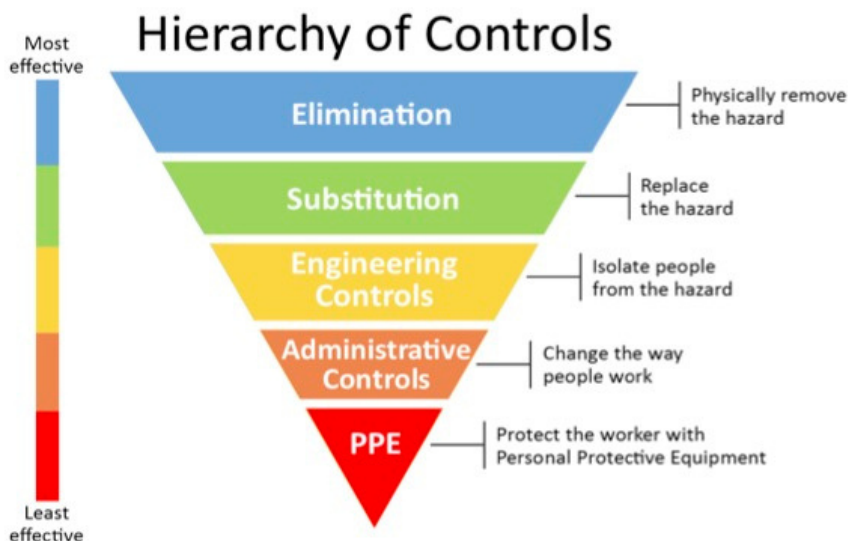 Hierarchy of Controls
Most
effective
Elimination
Physically remove
the hazard
Substitution
Replace
the hazard
Engineering
Controls
Isolate people
from the hazard
Administrative
Controls
Change the way
people work
PPE
Protect the worker with
Personal Protective Equipment
Least
effective